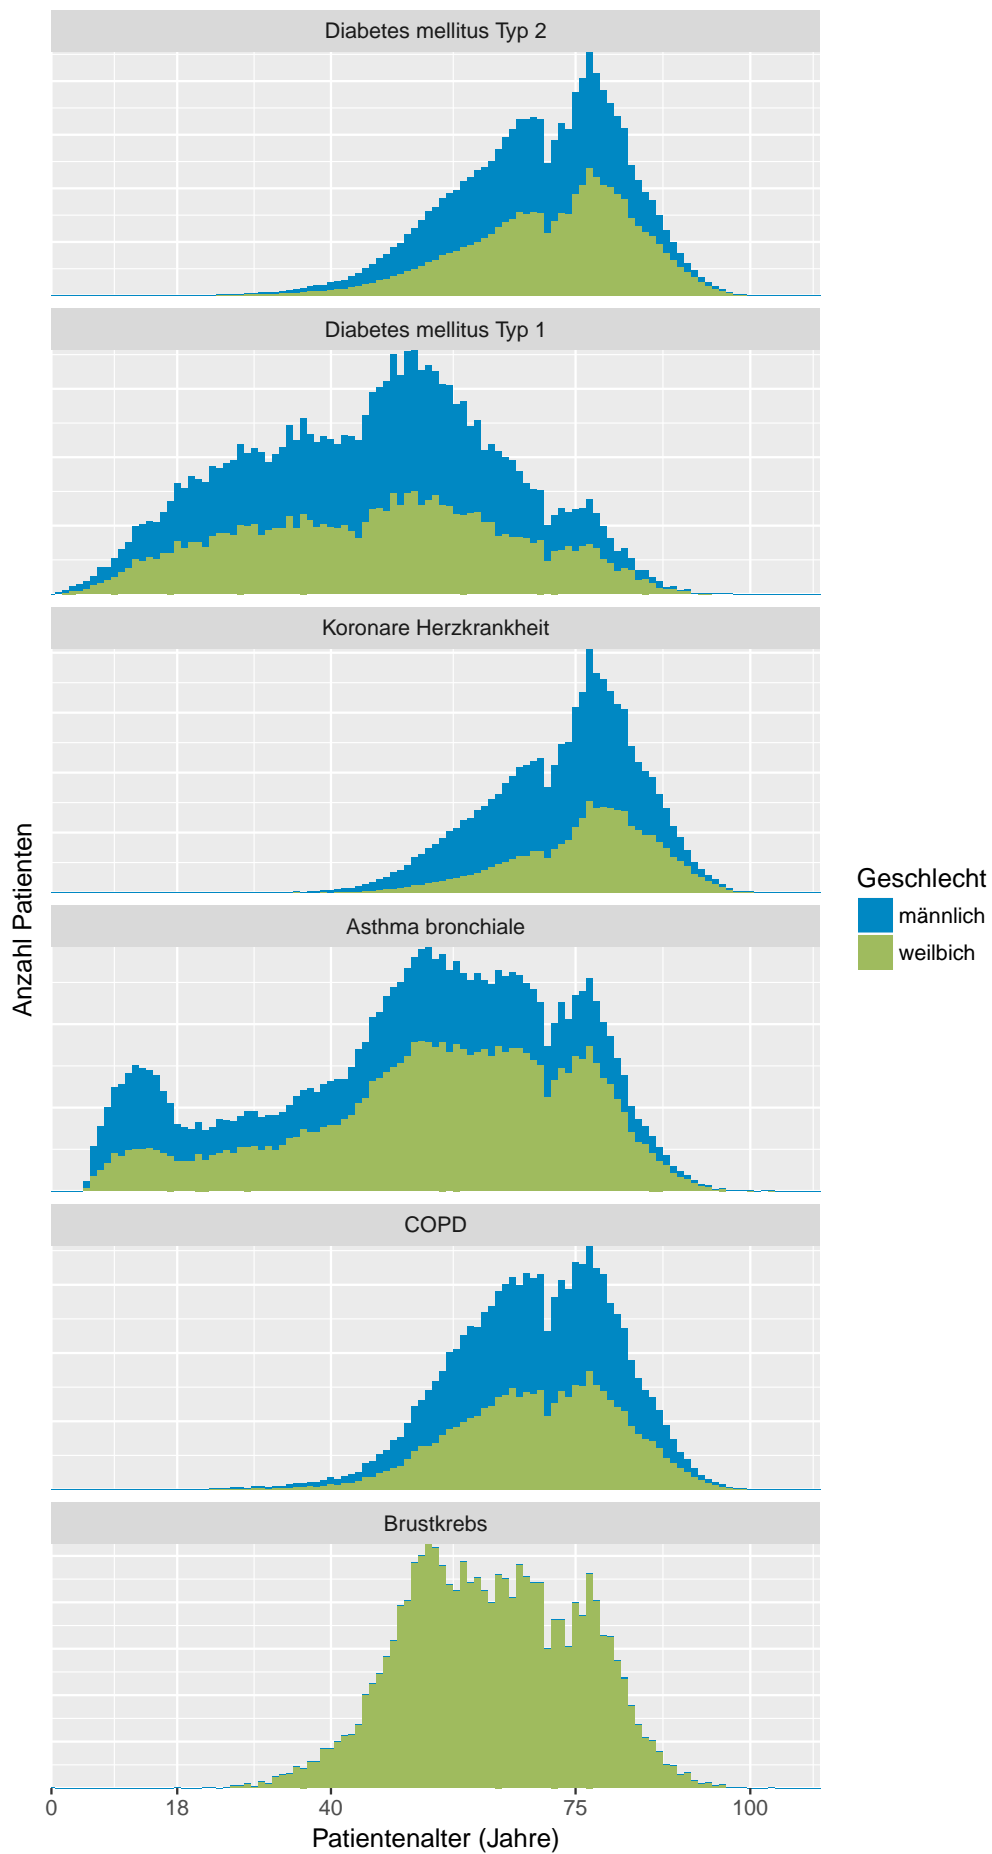 Diabetes mellitus Typ 2
Diabetes mellitus Typ 1
Koronare Herzkrankheit
Asthma bronchiale
COPD
Brustkrebs
Anzahl Patienten
0 18 40 75 100
Patientenalter (Jahre)
Geschlecht
männlich
weilbich